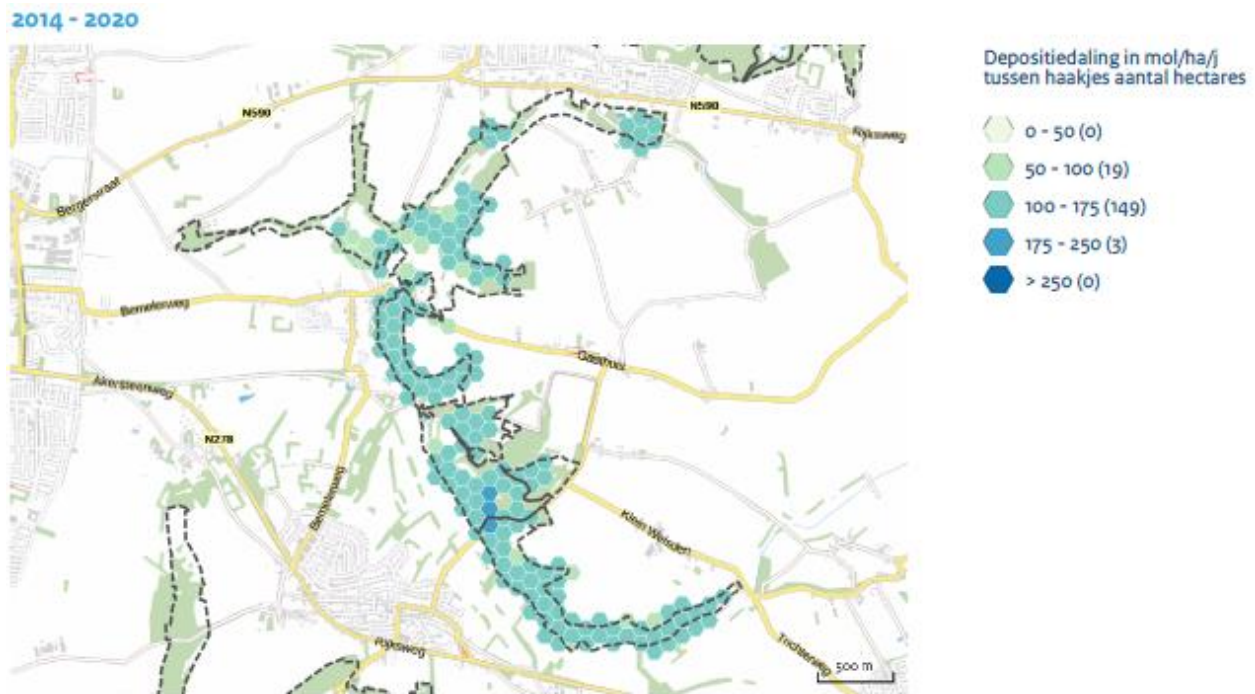 2014 - 2020
Depositiedaling in mol/ha/j
tussen haakjes aantal hectares
0 - 50 (0)
50 - 100 (19)
100 - 175 (149)
175 - 250 (3)
> 250 (0)
N590
N590
Rijksweg
Bergerstraat
Bemelerweg
Gasthuis
Akersteenweg
N278
Bemelerweg
Klein Welsden
Rijksweg
Trichterweg
500 m